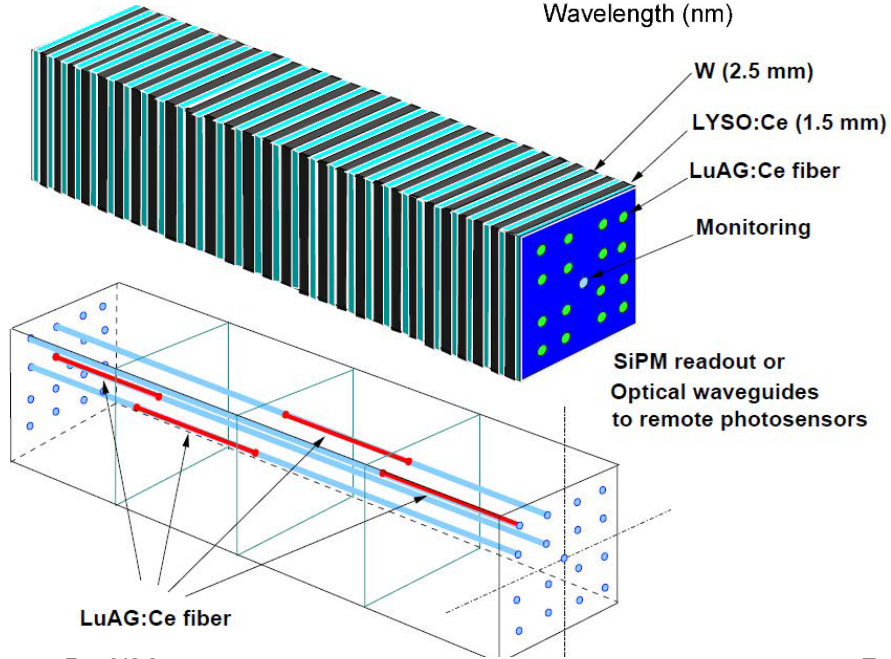 Wavelength (nm)
W (2.5 mm)
LYSO:Ce (1.5 mm)
LuAG:Ce fiber
Monitoring
SiPM readout or
Optical waveguides
to remote photosensors
LuAG:Ce fiber